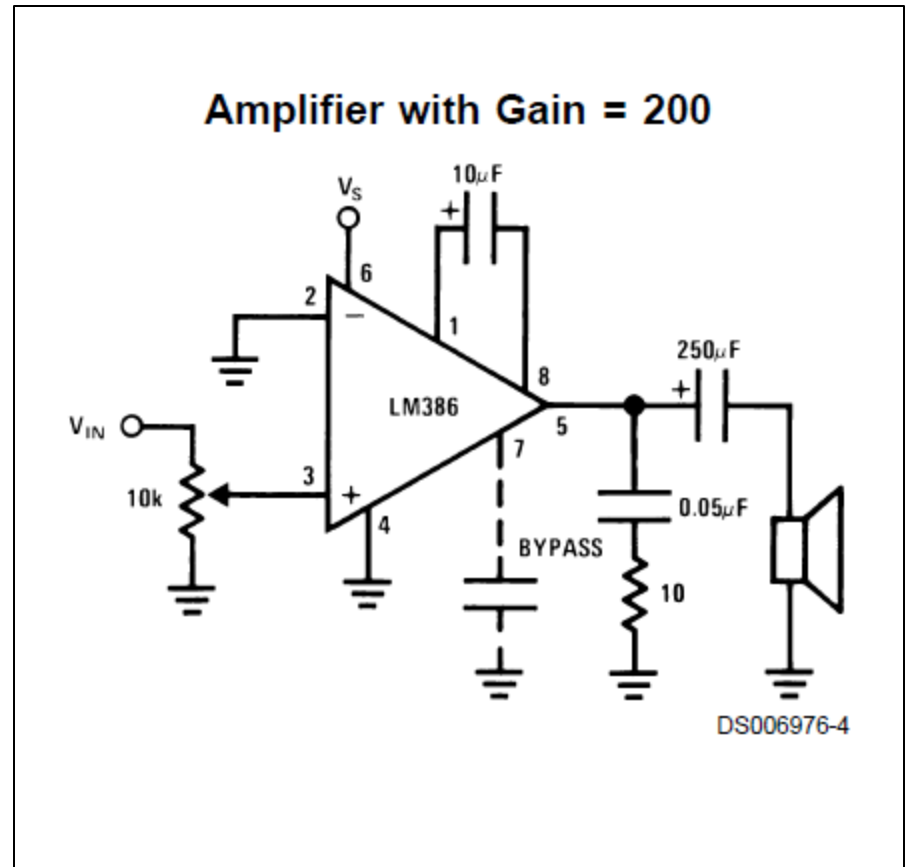 Amplifier with Gain = 200
10μF
VS
+
6
2
−
1
250μF
8
+
LM386
5
VIN
7
3
10k
+
0.05μF
4
BYPASS
10
DS006976-4